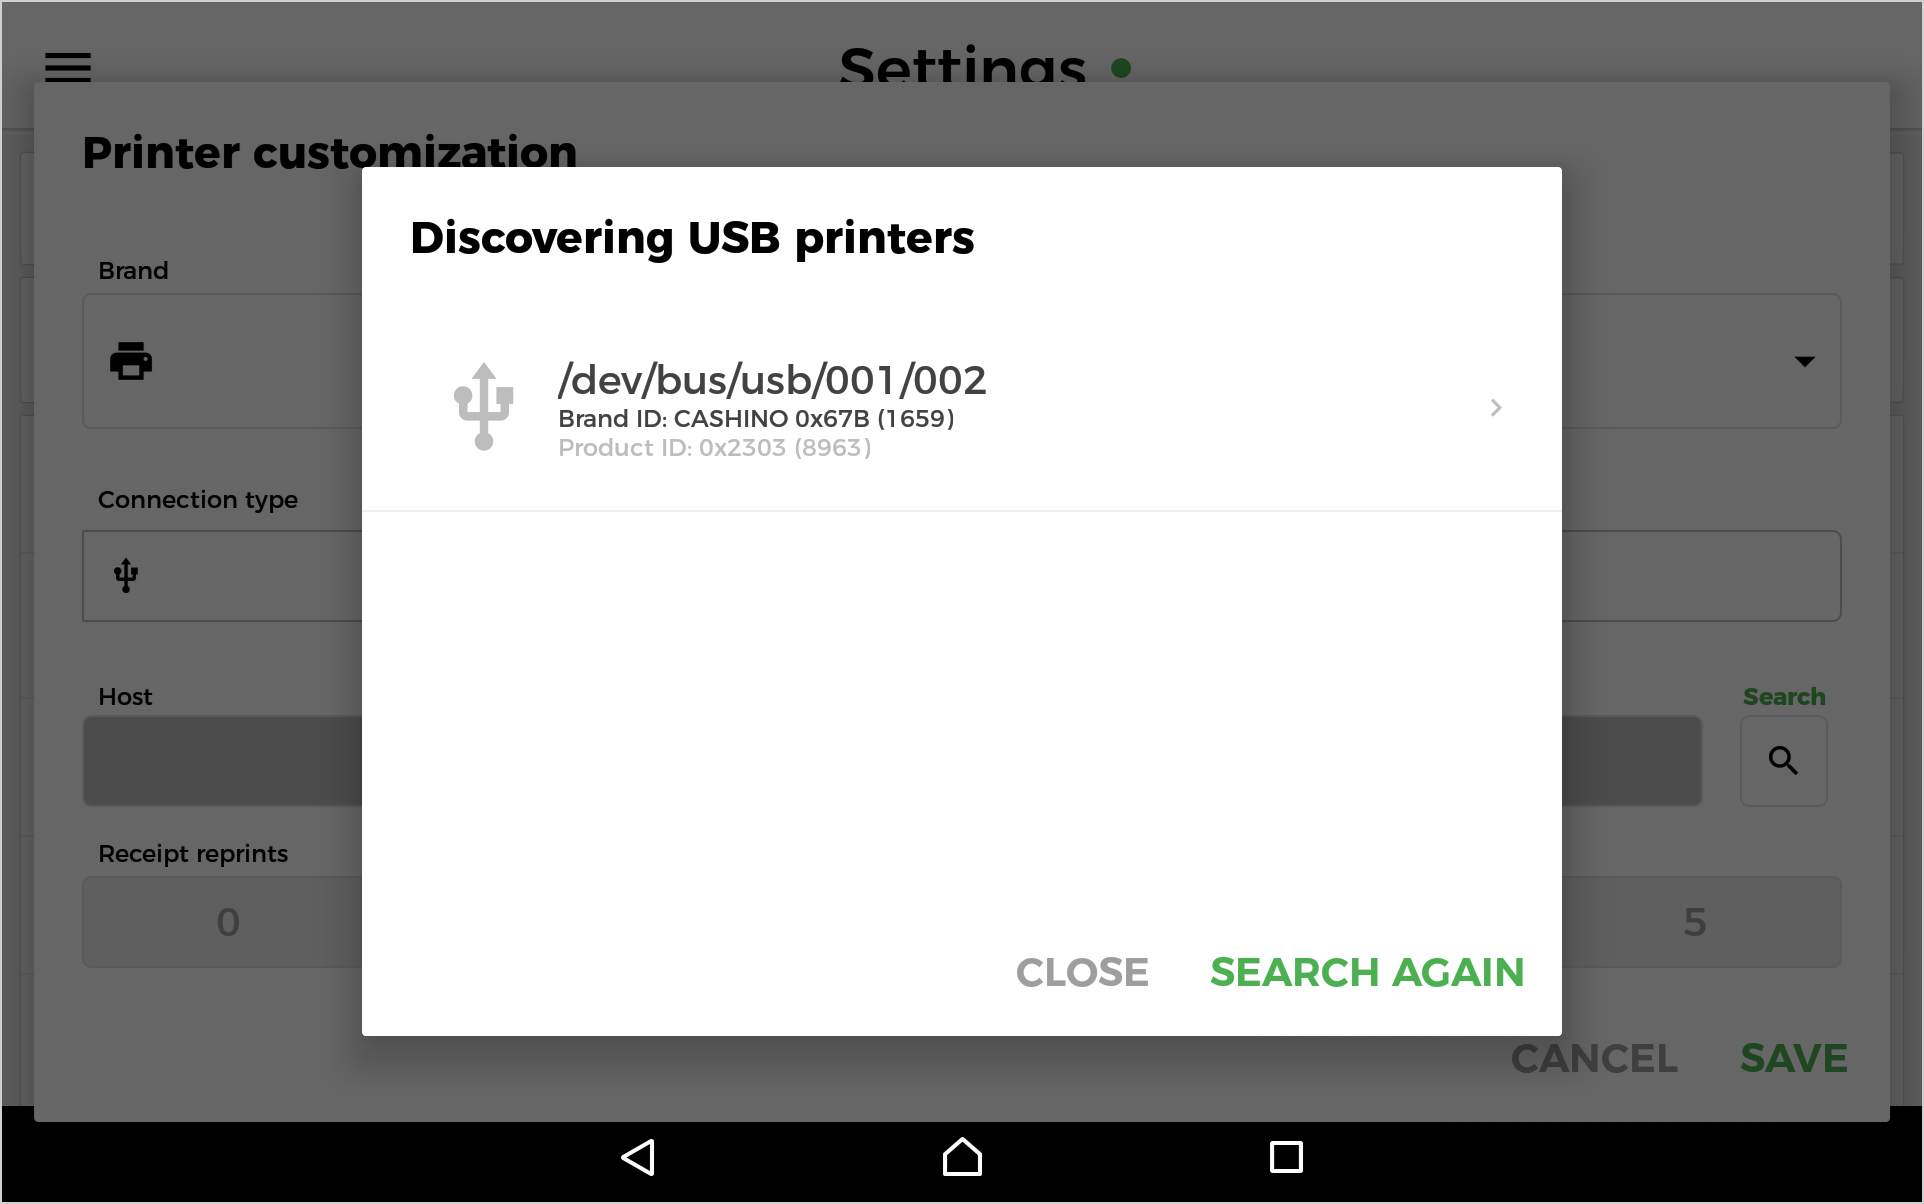 Settings
Printer customization
Discovering USB printers
Brand
/dev/bus/usb/001/002
Brand ID: CASHINO 0x67B (1659)
Product ID: 0x2303 (8963)
Connection type
Host
Search
Receipt reprints
0
5
CLOSE
SEARCH AGAIN
CANCEL
SAVE